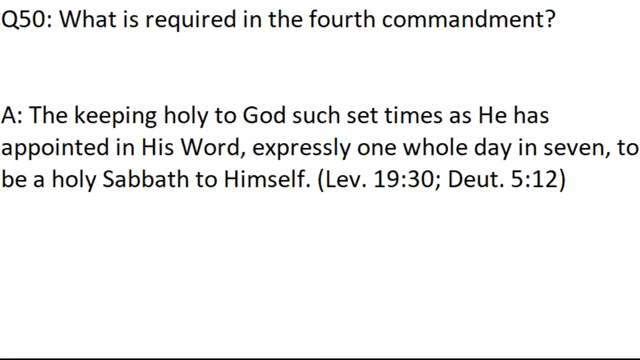 Q50: What is required in the fourth commandment?
A: The keeping holy to God such set times as He has
appointed in His Word, expressly one whole day in seven, to
be a holy Sabbath to Himself. (Lev. 19:30; Deut. 5:12)